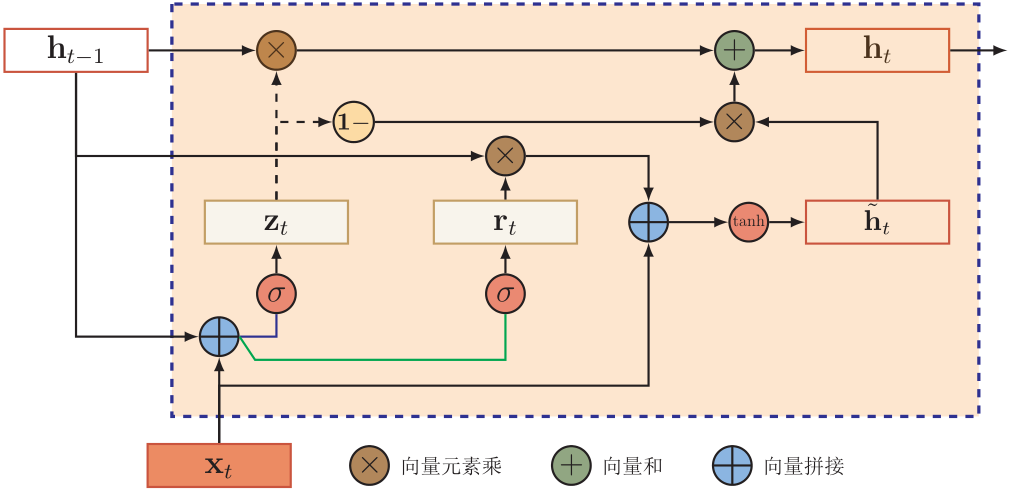 h_{t−1}
×
+
h_t
1−
×
×
z_t
r_t
tanh
h̃_t
σ
σ
x_t
× 向量元素乘
+ 向量和
向量拼接